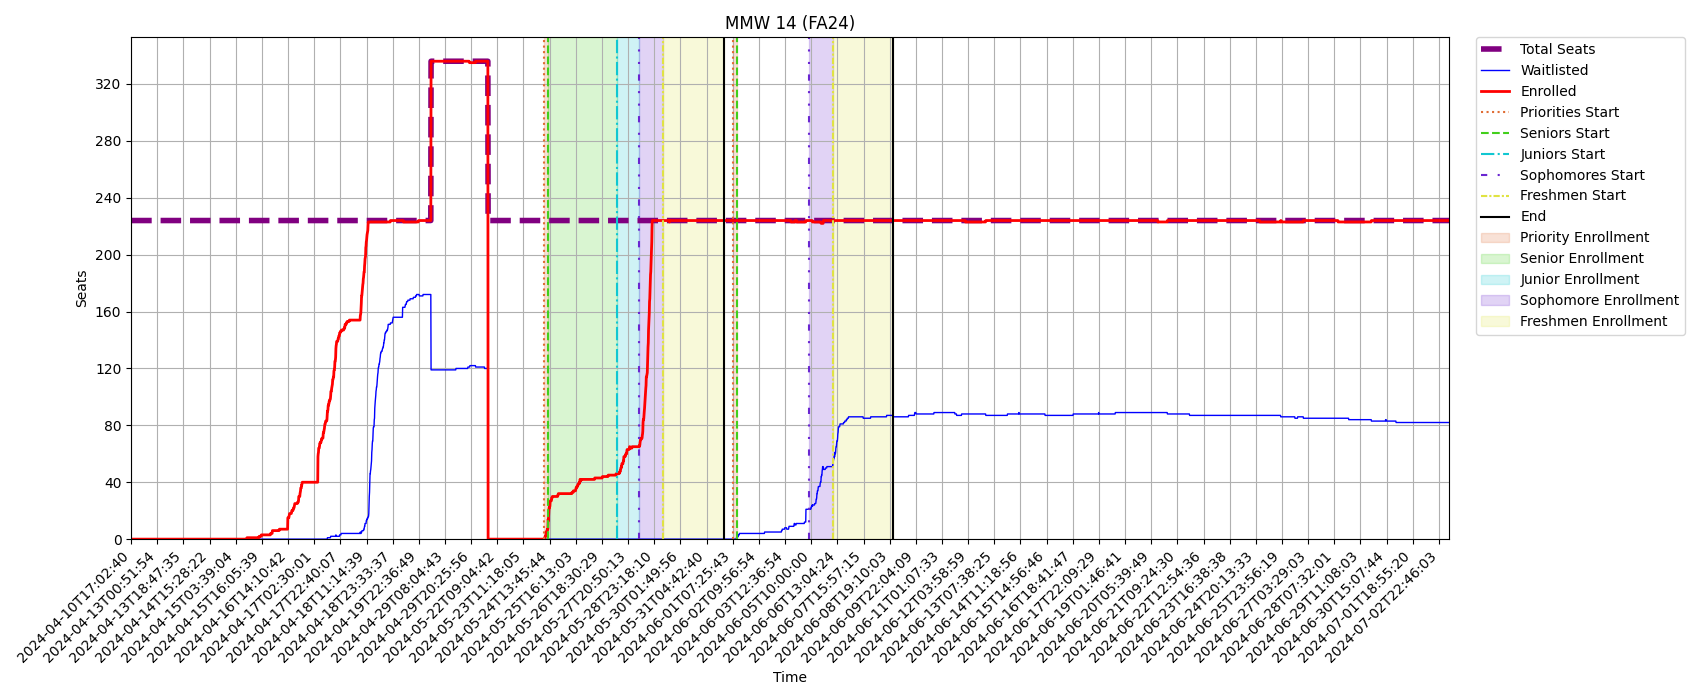 MMW 14 (FA24)
Seats
320
280
240
200
160
120
80
40
0
2024-04-10T17:02:40
2024-04-13T00:51:54
2024-04-13T18:47:35
2024-04-14T15:28:22
2024-04-15T03:39:04
2024-04-15T16:05:39
2024-04-16T14:10:42
2024-04-17T02:30:01
2024-04-17T22:40:07
2024-04-18T11:14:39
2024-04-18T23:33:37
2024-04-19T22:36:49
2024-04-29T08:04:43
2024-05-05T20:25:56
2024-05-22T09:04:42
2024-05-23T11:18:05
2024-05-24T13:45:44
2024-05-25T16:13:03
2024-05-26T18:30:29
2024-05-27T20:50:13
2024-05-28T23:18:10
2024-05-30T01:49:56
2024-05-31T04:42:40
2024-06-01T07:25:43
2024-06-02T09:56:54
2024-06-03T12:36:54
2024-06-05T10:00:00
2024-06-06T13:04:24
2024-06-07T15:57:15
2024-06-08T19:10:03
2024-06-09T22:04:09
2024-06-11T01:07:33
2024-06-12T03:58:59
2024-06-13T07:38:25
2024-06-14T11:18:56
2024-06-15T14:56:46
2024-06-16T18:41:47
2024-06-17T22:09:29
2024-06-19T01:46:41
2024-06-20T05:39:49
2024-06-21T09:24:30
2024-06-22T12:54:36
2024-06-23T16:38:38
2024-06-24T20:13:33
2024-06-25T23:56:19
2024-06-27T03:29:03
2024-06-28T07:32:01
2024-06-29T11:08:03
2024-06-30T15:07:44
2024-07-01T18:55:20
2024-07-02T22:46:03
Time
Total Seats
Waitlisted
Enrolled
Priorities Start
Seniors Start
Juniors Start
Sophomores Start
Freshmen Start
End
Priority Enrollment
Senior Enrollment
Junior Enrollment
Sophomore Enrollment
Freshmen Enrollment